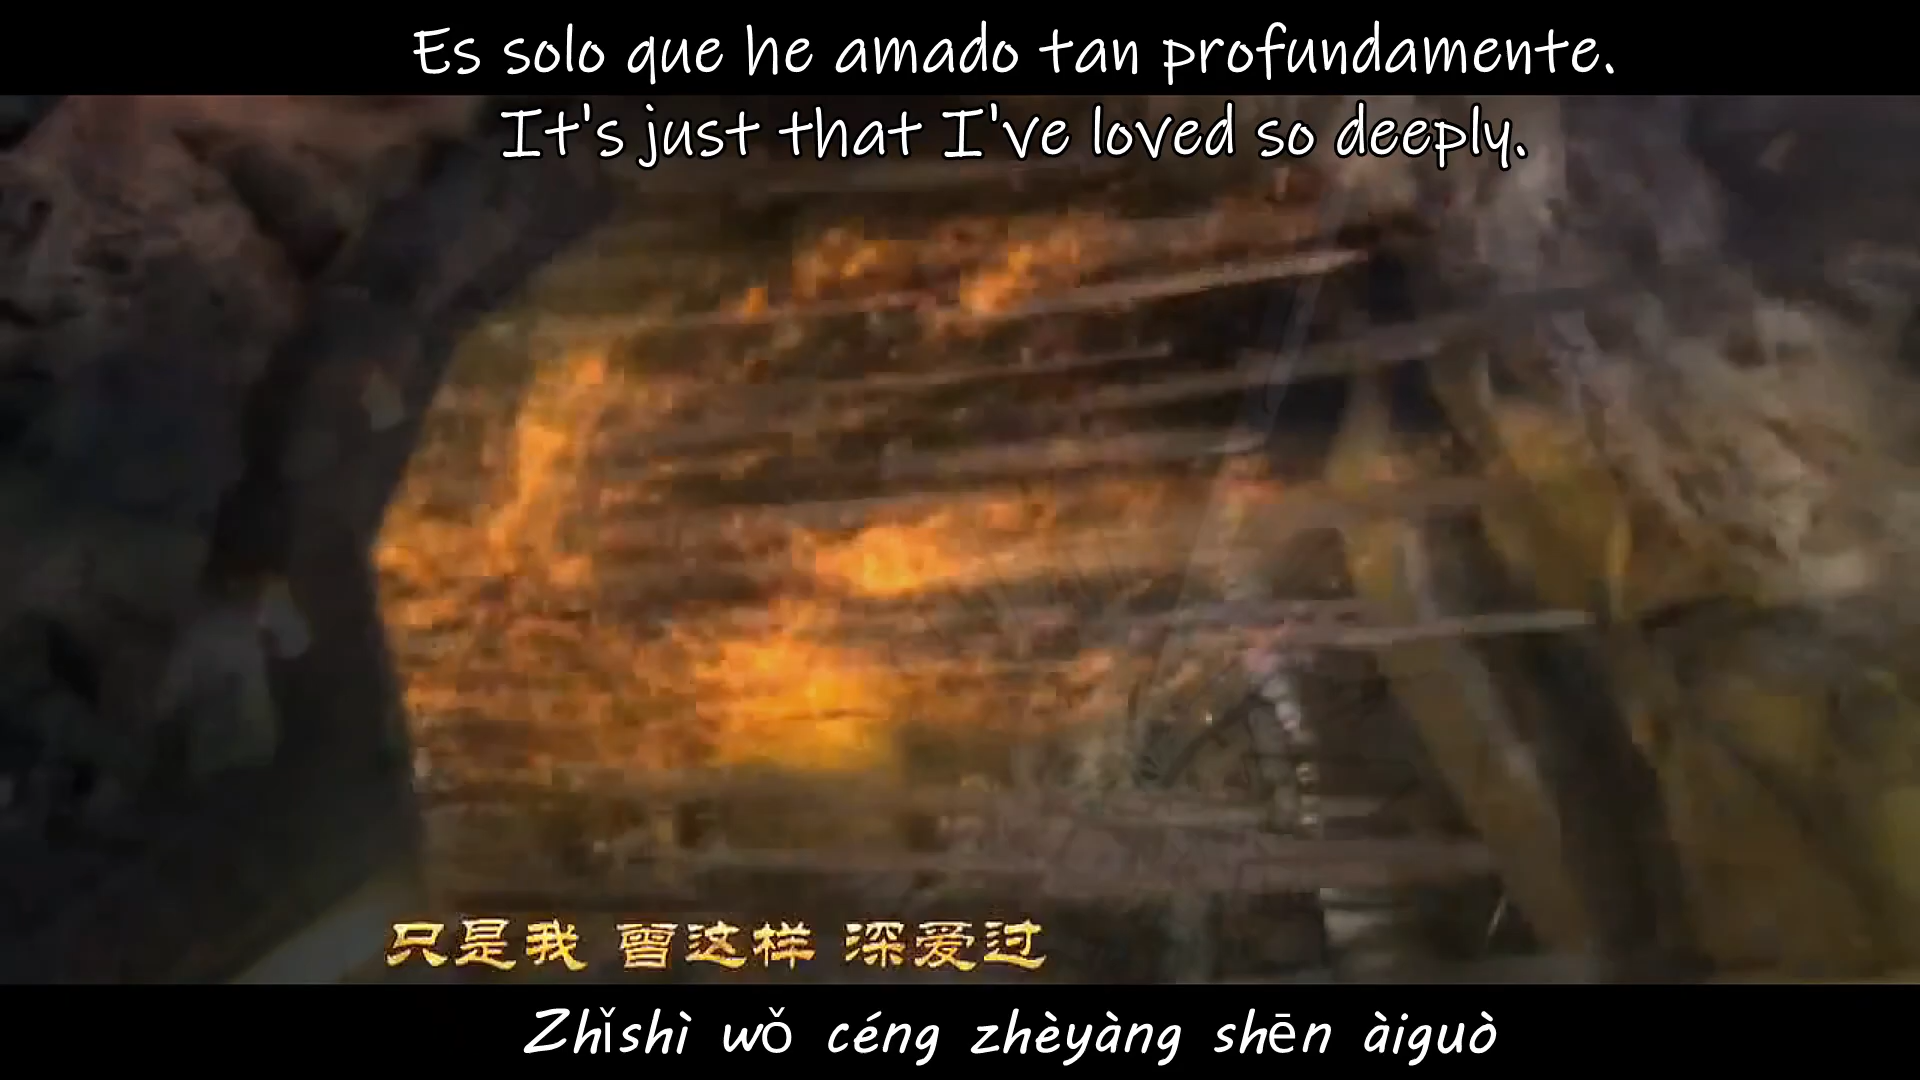 Es solo que he amado tan profundamente.
It's just that I've loved so deeply.
只是我 曾这样 深爱过
Zhǐshì wǒ céng zhèyàng shēn àiguò